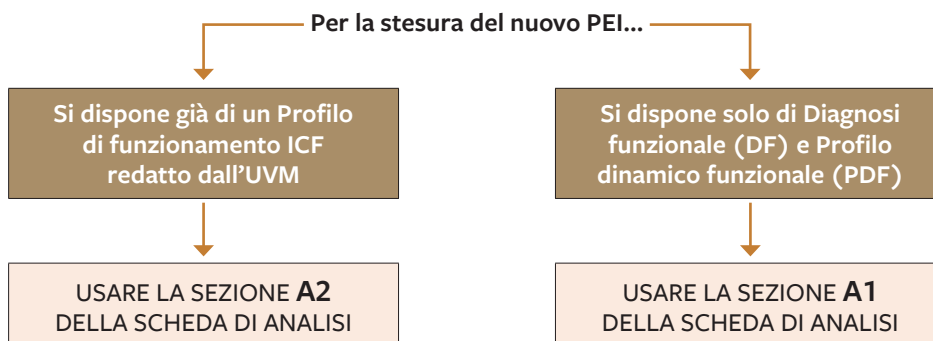 Per la stesura del nuovo PEI...
Si dispone già di un Profilo
di funzionamento ICF
redatto dall'UVM
USARE LA SEZIONE A2
DELLA SCHEDA DI ANALISI
Si dispone solo di Diagnosi
funzionale (DF) e Profilo
dinamico funzionale (PDF)
USARE LA SEZIONE A1
DELLA SCHEDA DI ANALISI